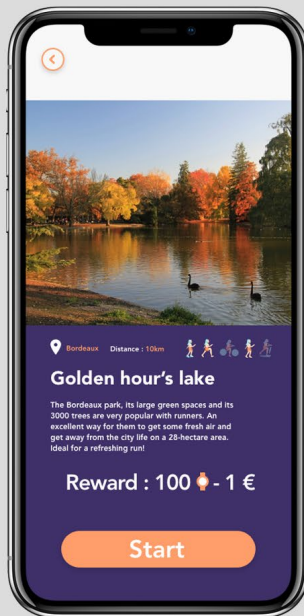 Bordeaux Distance : 10km
Golden hour's lake
The Bordeaux park, its large green spaces and its
3000 trees are very popular with runners. An
excellent way for them to get some fresh air and
get away from the city life on a 28-hectare area.
Ideal for a refreshing run!
Reward : 100 - 1 €
Start